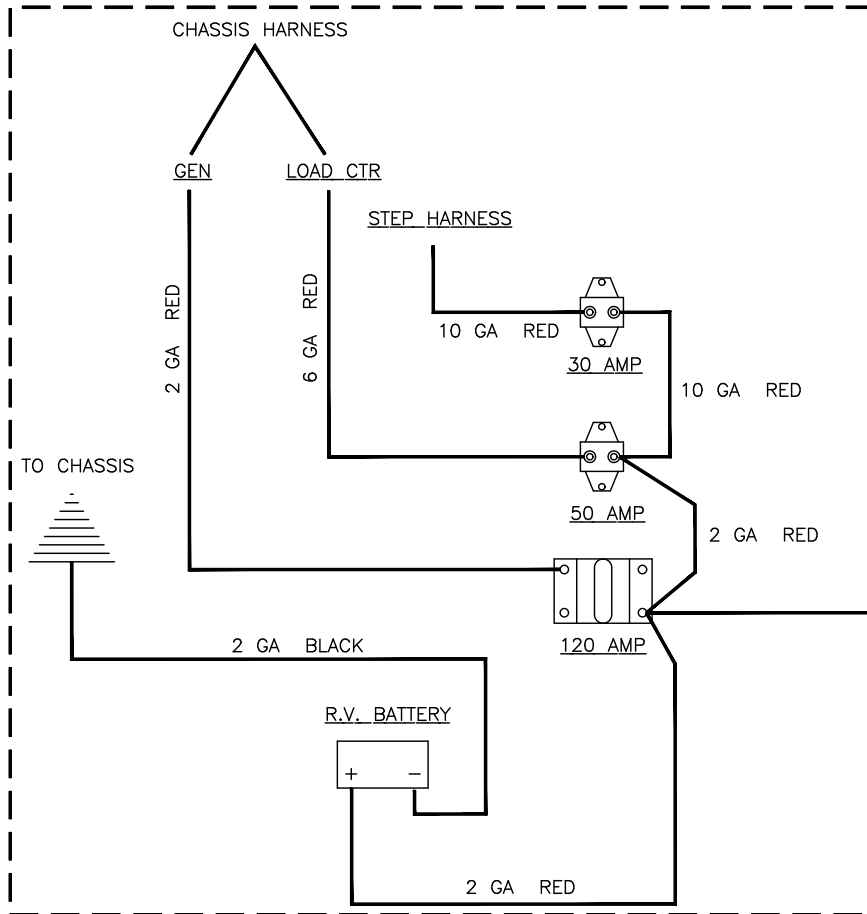 CHASSIS HARNESS
GEN
LOAD CTR
STEP HARNESS
2 GA RED
6 GA RED
10 GA RED
30 AMP
10 GA RED
TO CHASSIS
50 AMP
2 GA RED
2 GA BLACK
120 AMP
R.V. BATTERY
+ −
2 GA RED